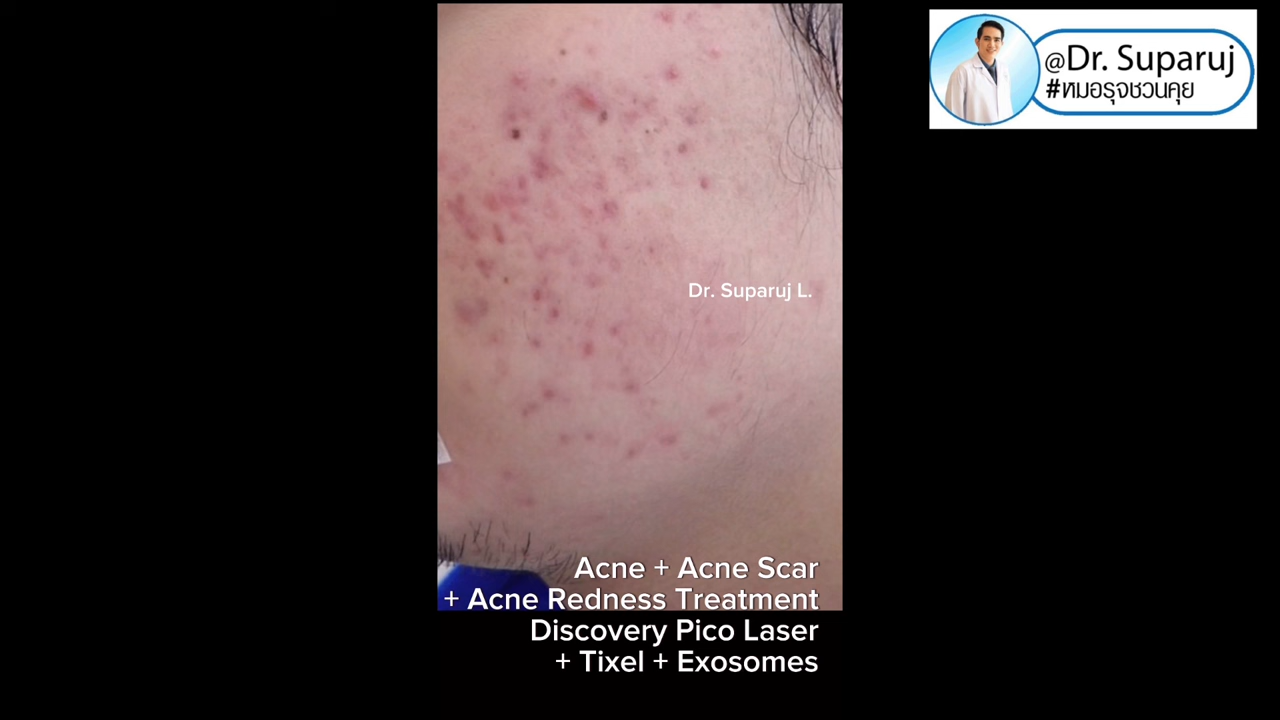 @Dr. Suparuj
#หมอรุจชวนคุย
Dr. Suparuj L.
Acne + Acne Scar
+ Acne Redness Treatment
Discovery Pico Laser
+ Tixel + Exosomes